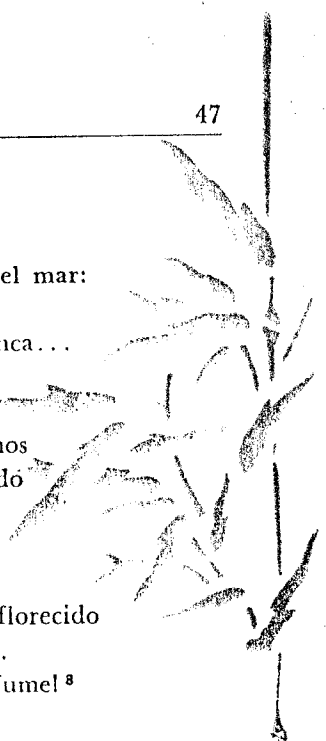 47
el mar:
nca...
nos
do
florecido
.
fume! ⁸